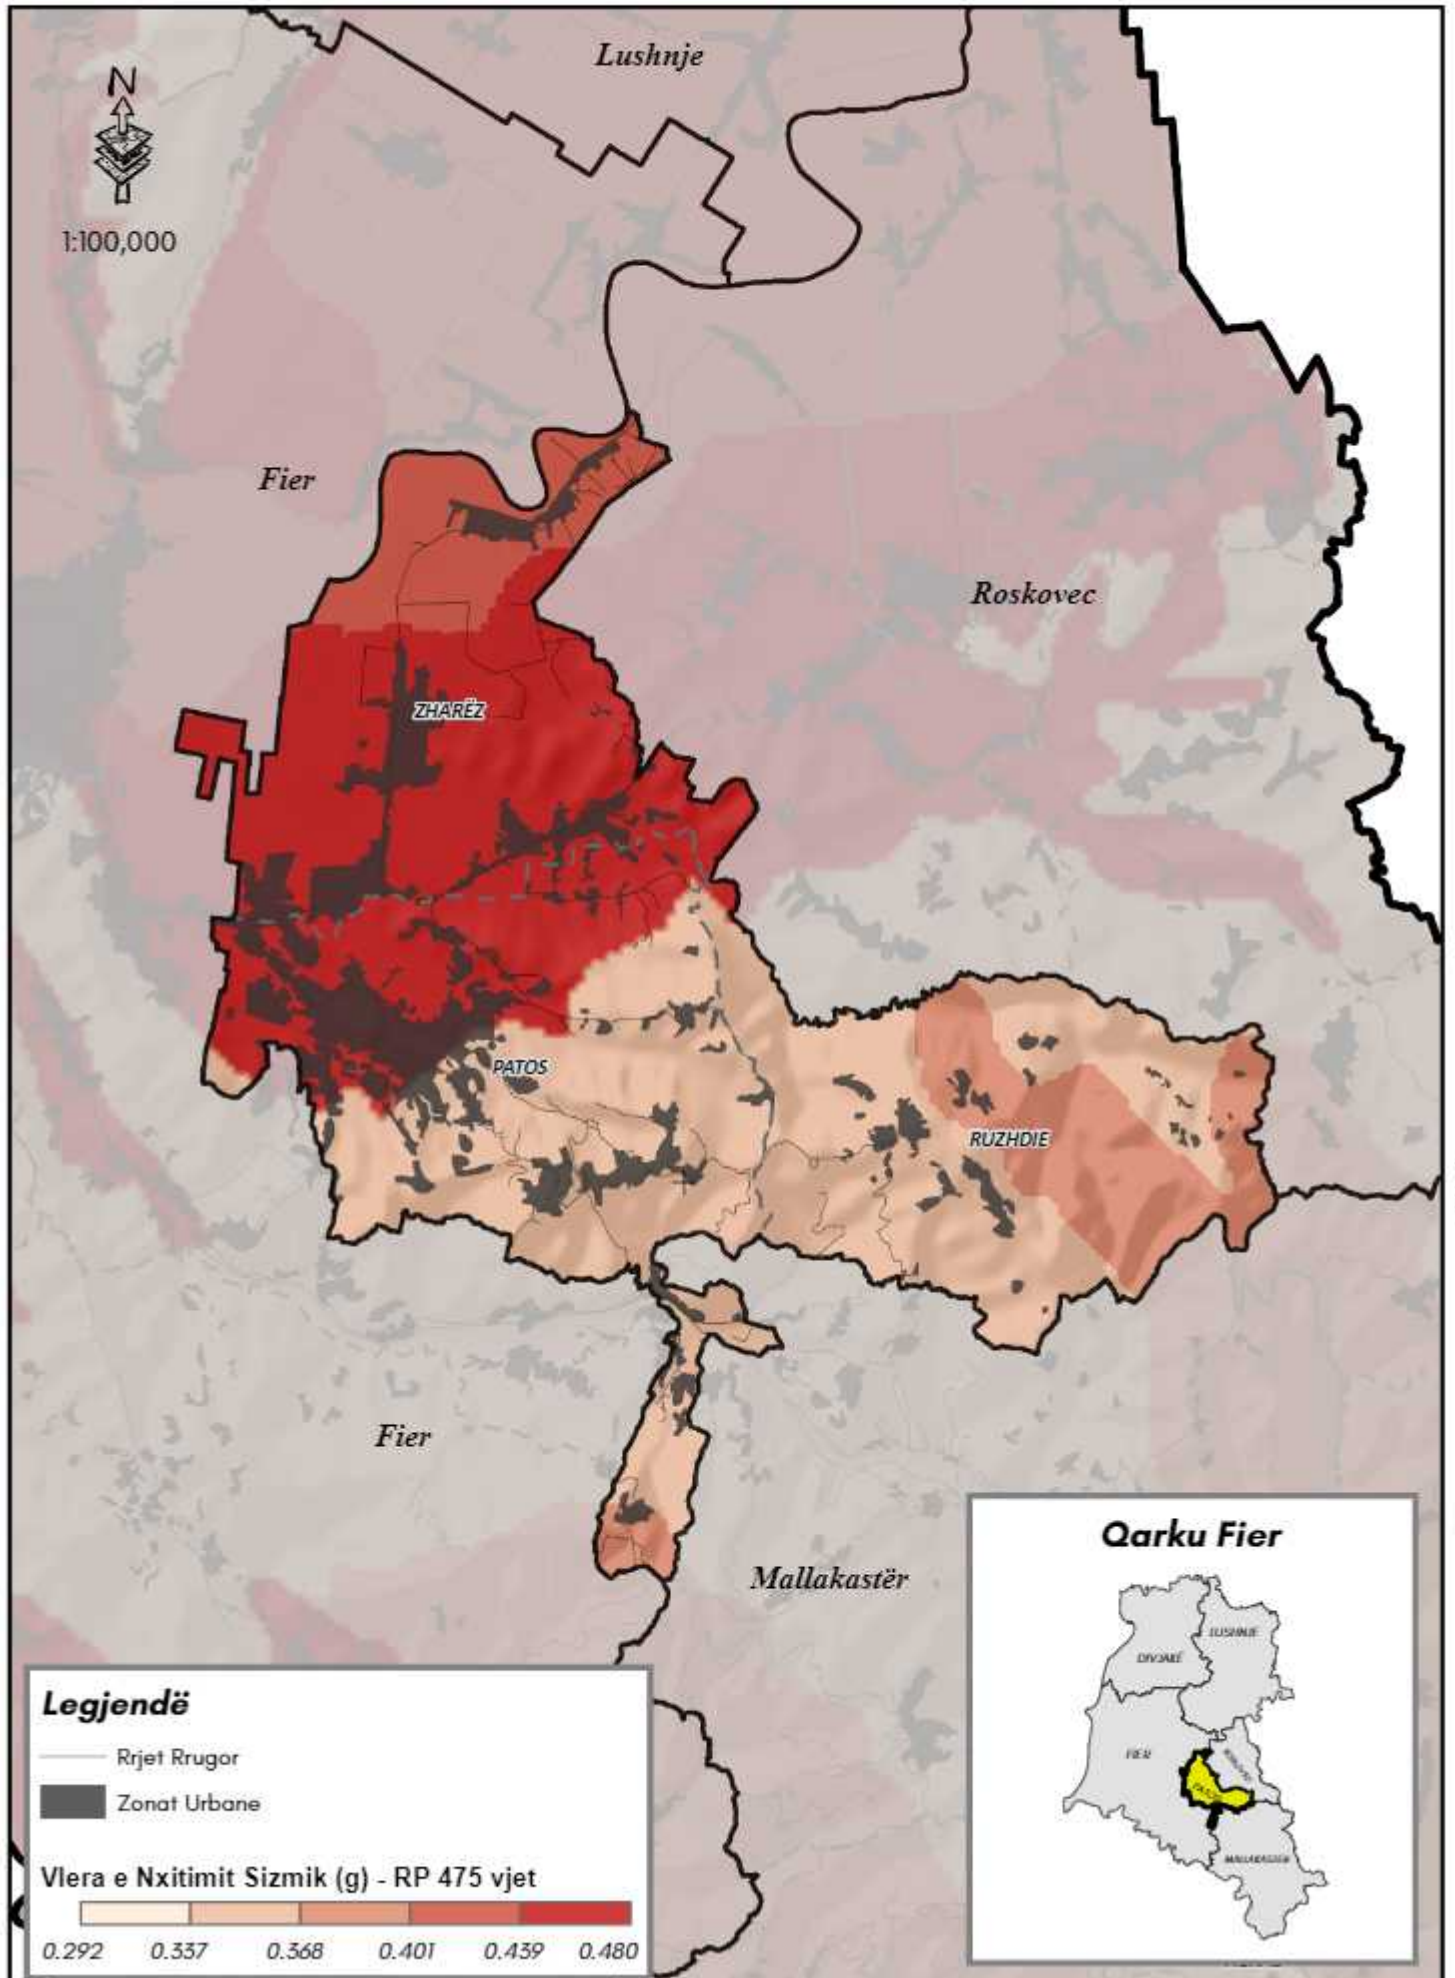 Lushnje
N
1:100,000
Fier
Roskovec
ZHARËZ
PATOS
RUZHDIE
Fier
Mallakastër
Qarku Fier
LUSHNJE
DIVJAKË
FIER
PATOS
MALLAKASTËR
Legjendë
Rrjet Rrugor
Zonat Urbane
Vlera e Nxitimit Sizmik (g) - RP 475 vjet
0.292 0.337 0.368 0.401 0.439 0.480